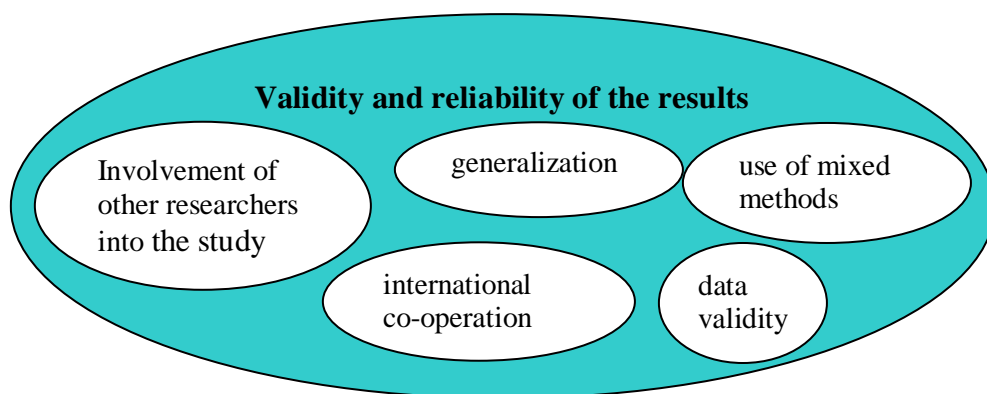 Validity and reliability of the results
Involvement of
other researchers
into the study
generalization
use of mixed
methods
international
co-operation
data
validity